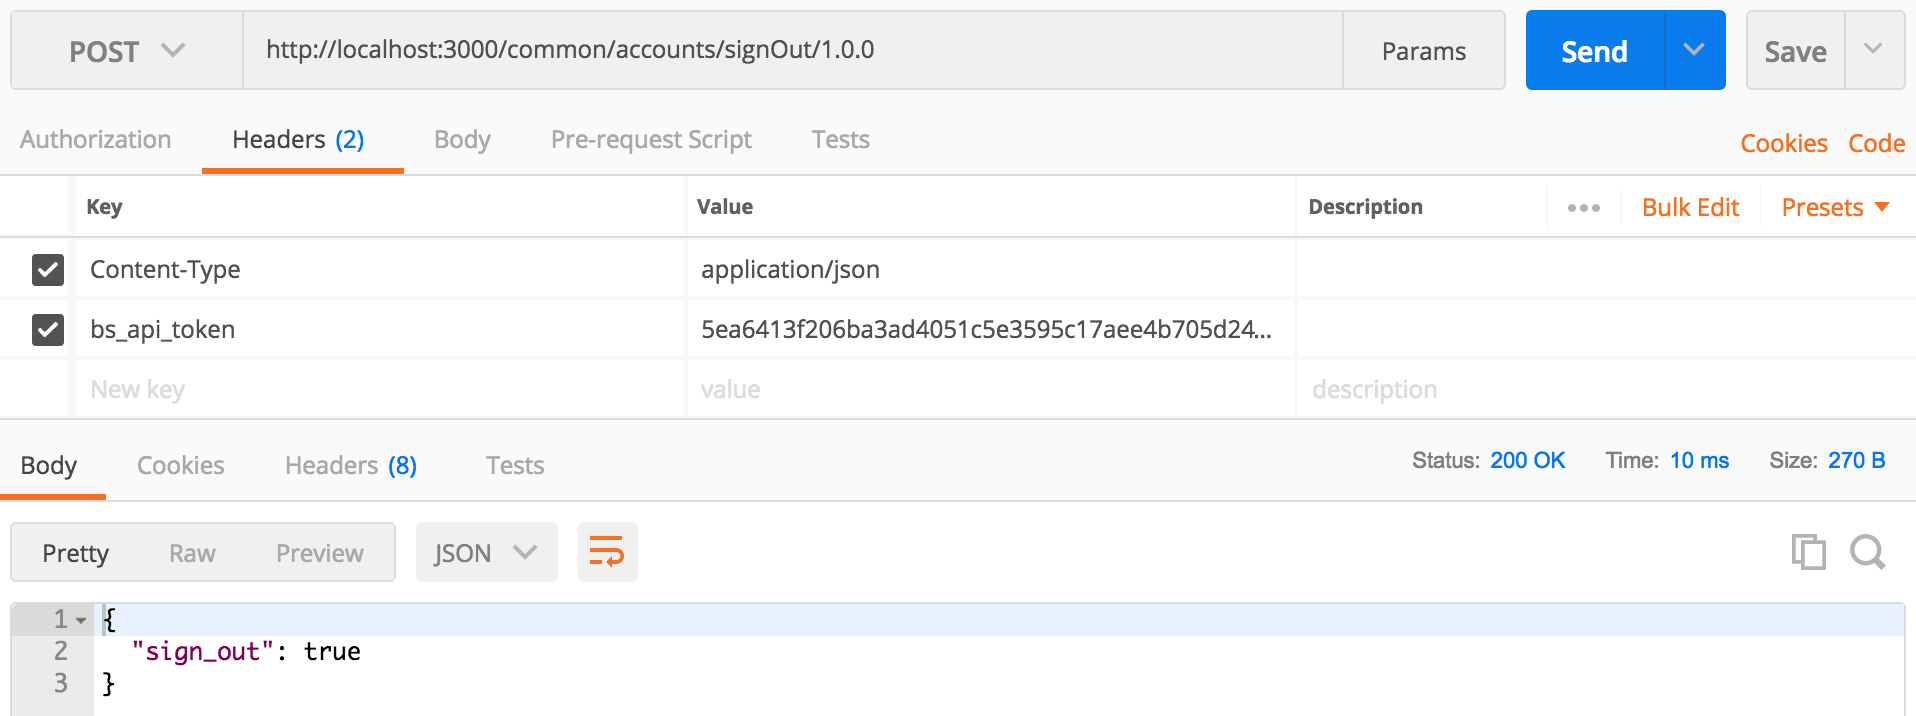 POST http://localhost:3000/common/accounts/signOut/1.0.0 Params Send Save
Authorization Headers (2) Body Pre-request Script Tests Cookies Code
Key Value Description ••• Bulk Edit Presets
Content-Type application/json
bs_api_token 5ea6413f206ba3ad4051c5e3595c17aee4b705d24...
New key value description
Body Cookies Headers (8) Tests Status: 200 OK Time: 10 ms Size: 270 B
Pretty Raw Preview JSON
1 {
2 "sign_out": true
3 }